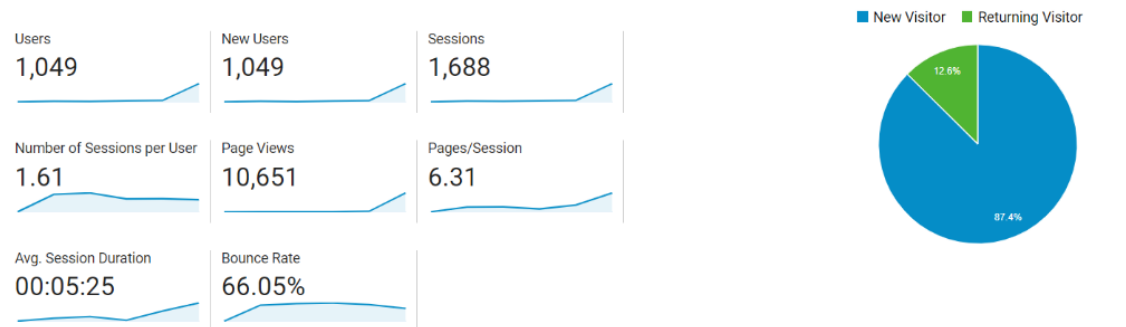 New Visitor Returning Visitor
Users New Users Sessions
1,049 1,049 1,688
12.6%
Number of Sessions per User Page Views Pages/Session
1.61 10,651 6.31
87.4%
Avg. Session Duration Bounce Rate
00:05:25 66.05%